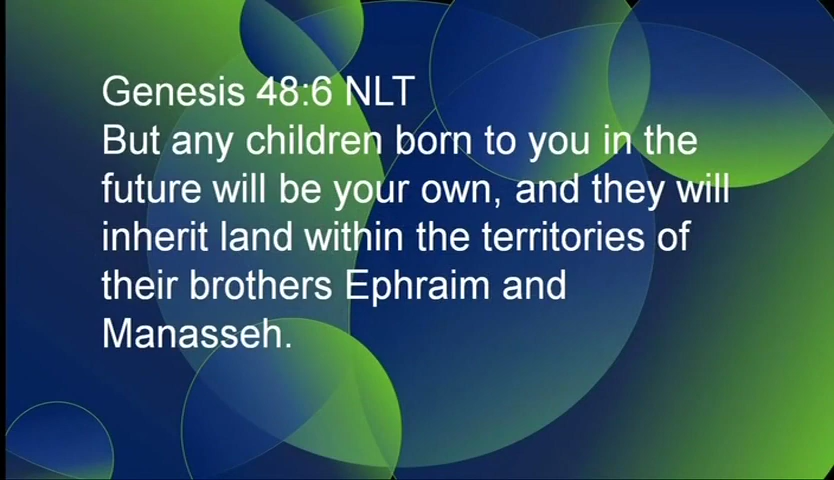 Genesis 48:6 NLT
But any children born to you in the
future will be your own, and they will
inherit land within the territories of
their brothers Ephraim and
Manasseh.